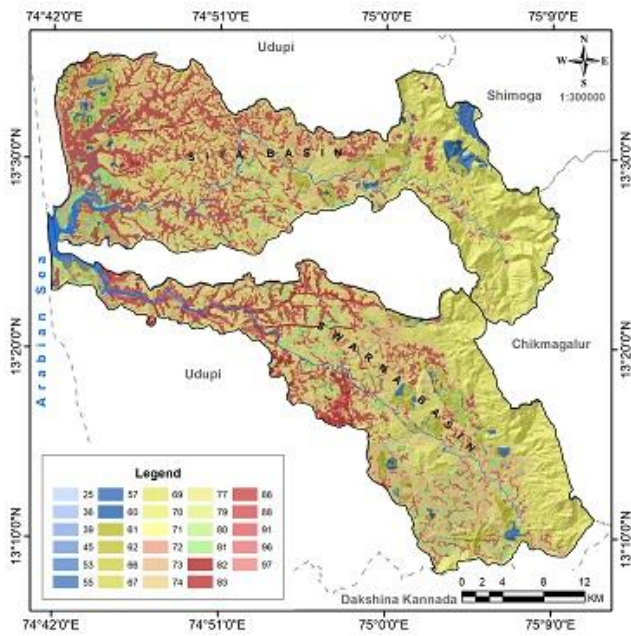 74°42'0"E 74°51'0"E 75°0'0"E 75°9'0"E
Udupi
N
W E
S
Shimoga
1:300000
13°30'0"N 13°30'0"N
SITA BASIN
Arabian Sea
13°20'0"N 13°20'0"N
SWARNA BASIN
Chikmagalur
Udupi
Legend
25 57 69 77 86
36 60 70 79 88
39 61 71 80 91
45 62 72 81 96
53 66 73 82 97
55 67 74 83
13°10'0"N 13°10'0"N
0 2 4 8 12
KM
Dakshina Kannada
74°42'0"E 74°51'0"E 75°0'0"E 75°9'0"E